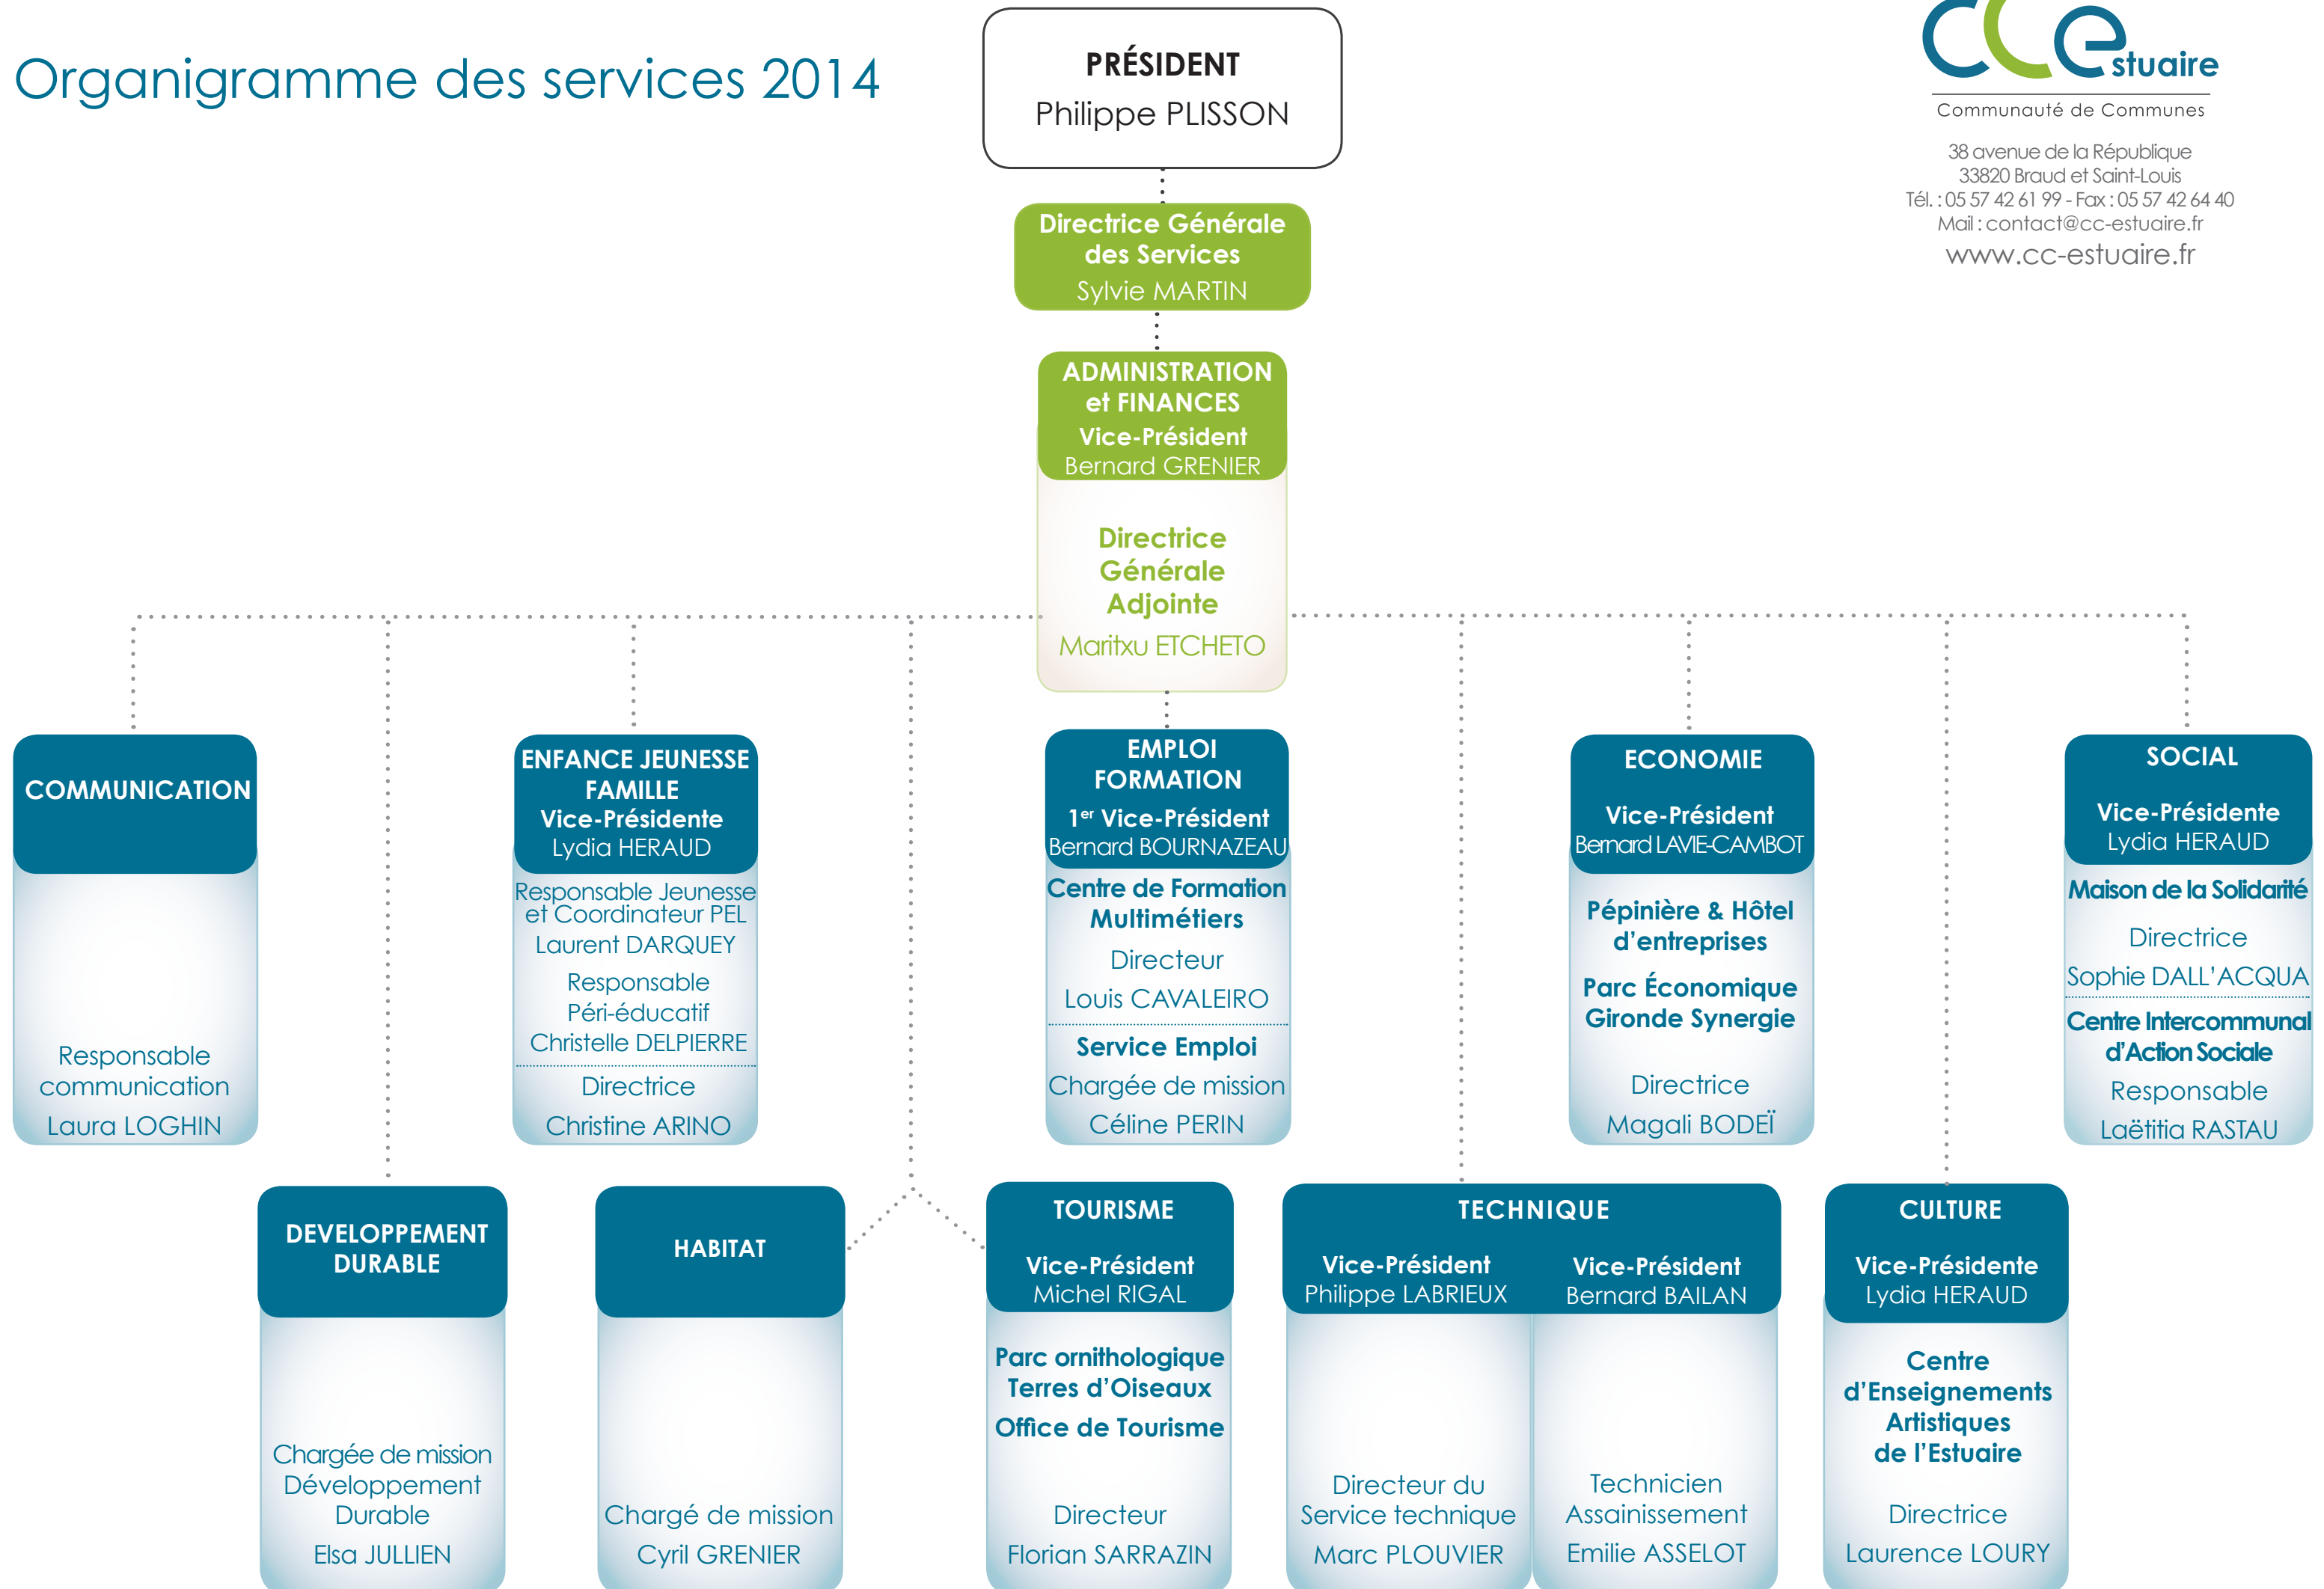 Organigramme des services 2014
PRÉSIDENT
Philippe PLISSON
CCestuaire
Communauté de Communes
38 avenue de la République
33820 Braud et Saint-Louis
Tél. : 05 57 42 61 99 - Fax : 05 57 42 64 40
Mail : contact@cc-estuaire.fr
www.cc-estuaire.fr
Directrice Générale
des Services
Sylvie MARTIN
ADMINISTRATION
et FINANCES
Vice-Président
Bernard GRENIER
Directrice
Générale
Adjointe
Maritxu ETCHETO
COMMUNICATION
Responsable
communication
Laura LOGHIN
ENFANCE JEUNESSE
FAMILLE
Vice-Présidente
Lydia HERAUD
Responsable Jeunesse
et Coordinateur PEL
Laurent DARQUEY
Responsable
Péri-éducatif
Christelle DELPIERRE
Directrice
Christine ARINO
EMPLOI
FORMATION
1er Vice-Président
Bernard BOURNAZEAU
Centre de Formation
Multimétiers
Directeur
Louis CAVALEIRO
Service Emploi
Chargée de mission
Céline PERIN
ECONOMIE
Vice-Président
Bernard LAVIE-CAMBOT
Pépinière & Hôtel
d'entreprises
Parc Économique
Gironde Synergie
Directrice
Magali BODEÏ
SOCIAL
Vice-Présidente
Lydia HERAUD
Maison de la Solidarité
Directrice
Sophie DALL'ACQUA
Centre Intercommunal
d'Action Sociale
Responsable
Laëtitia RASTAU
DEVELOPPEMENT
DURABLE
Chargée de mission
Développement
Durable
Elsa JULLIEN
HABITAT
Chargé de mission
Cyril GRENIER
TOURISME
Vice-Président
Michel RIGAL
Parc ornithologique
Terres d'Oiseaux
Office de Tourisme
Directeur
Florian SARRAZIN
TECHNIQUE
Vice-Président
Philippe LABRIEUX
Directeur du
Service technique
Marc PLOUVIER
Vice-Président
Bernard BAILAN
Technicien
Assainissement
Emilie ASSELOT
CULTURE
Vice-Présidente
Lydia HERAUD
Centre
d'Enseignements
Artistiques
de l'Estuaire
Directrice
Laurence LOURY